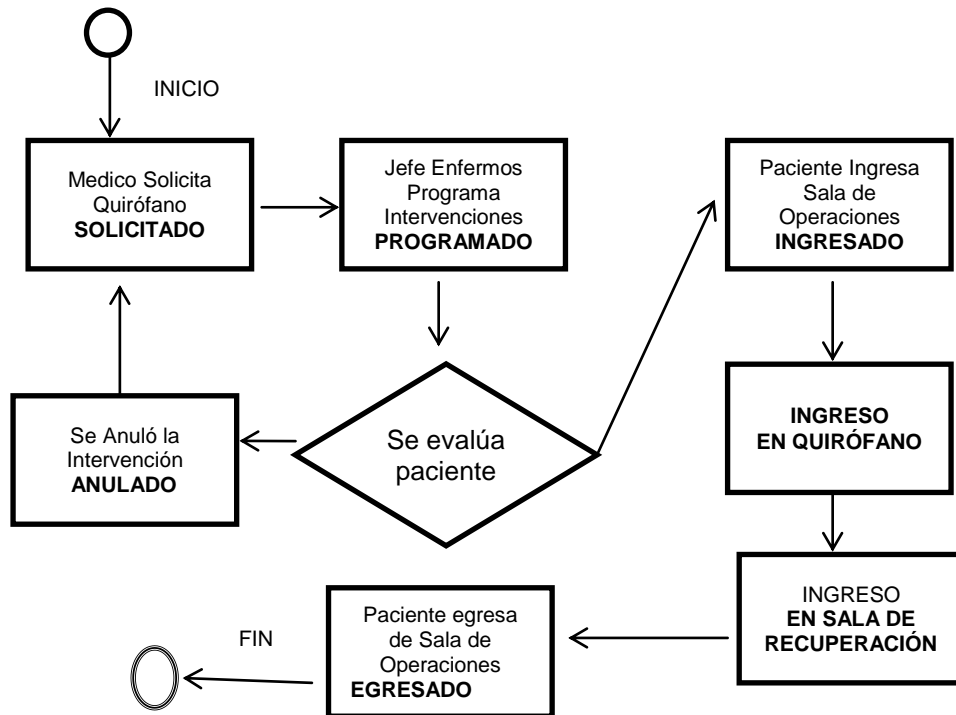 INICIO
Medico Solicita
Quirófano
SOLICITADO
Jefe Enfermos
Programa
Intervenciones
PROGRAMADO
Paciente Ingresa
Sala de
Operaciones
INGRESADO
Se Anuló la
Intervención
ANULADO
Se evalúa
paciente
INGRESO
EN QUIRÓFANO
INGRESO
EN SALA DE
RECUPERACIÓN
Paciente egresa
de Sala de
Operaciones
EGRESADO
FIN